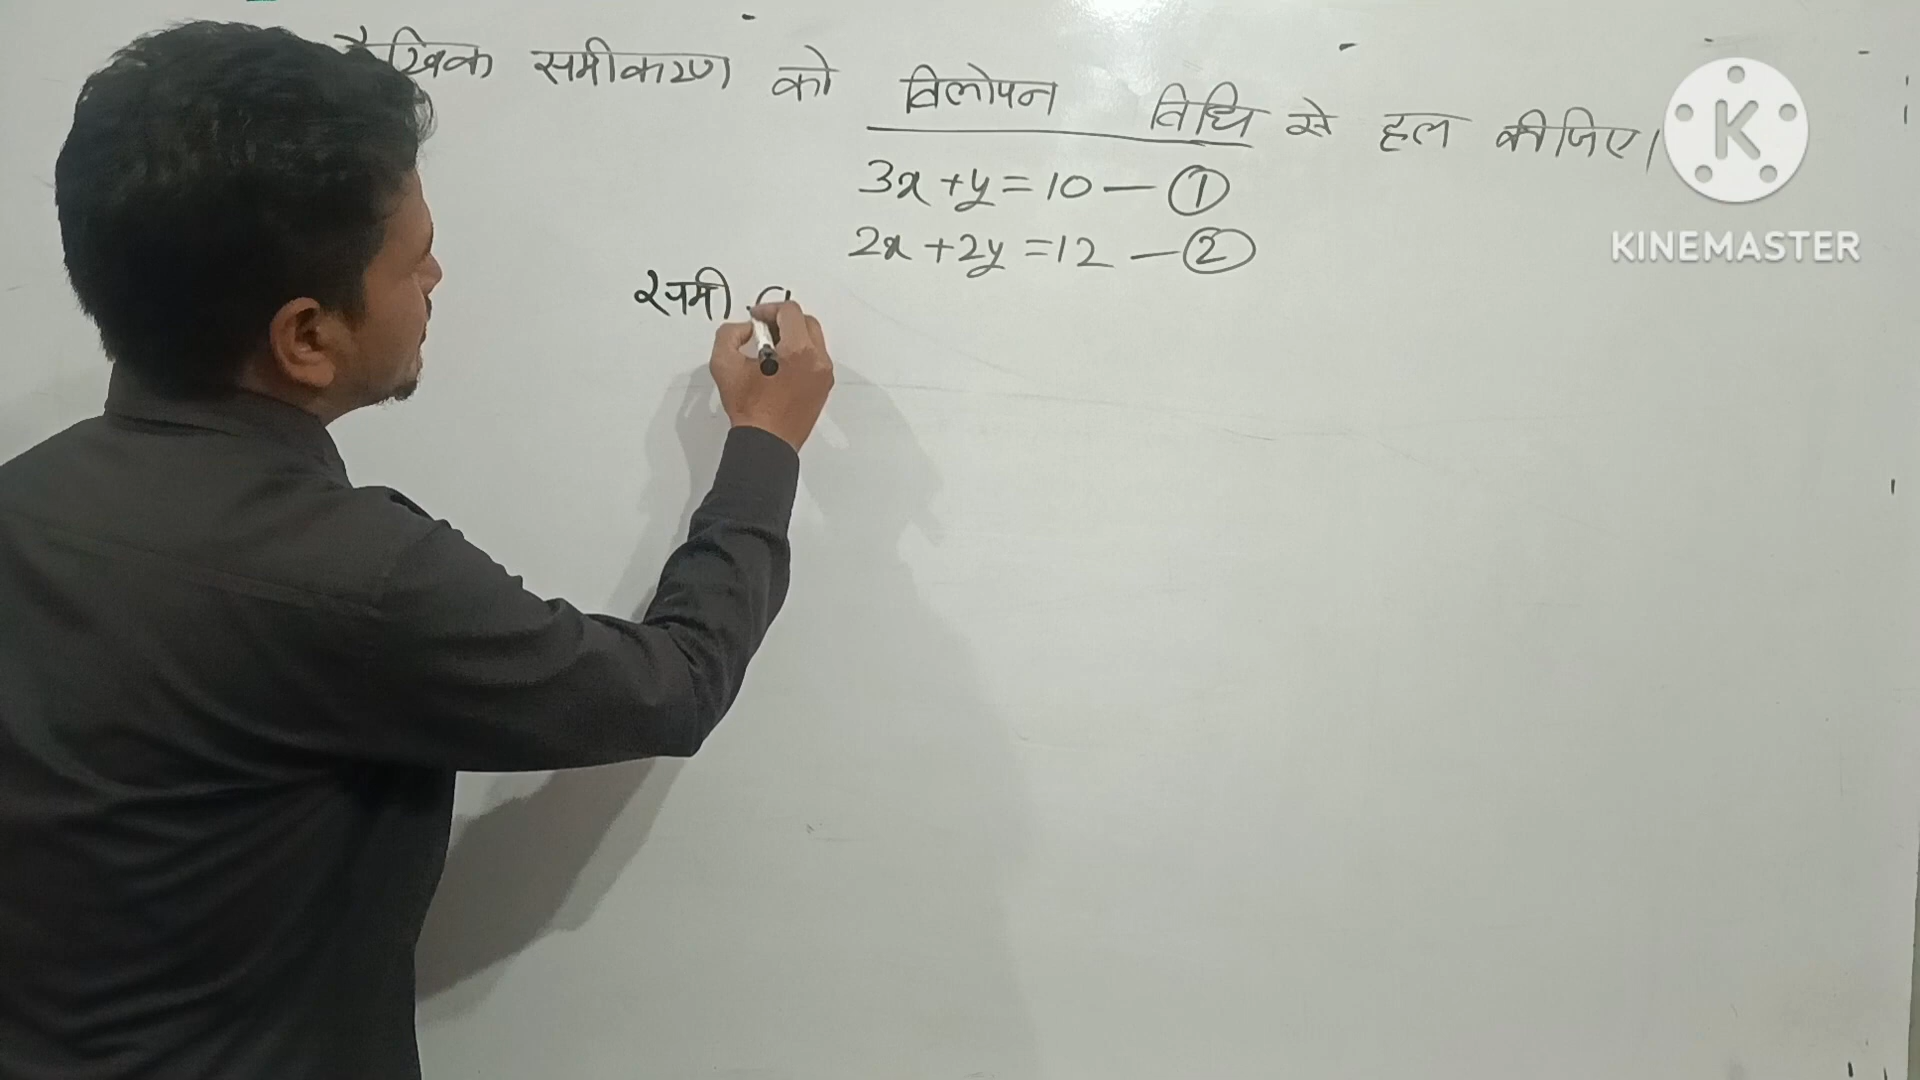 रैखिक समीकरण को विलोपन विधि से हल कीजिए।
3x + y = 10 — ①
2x + 2y = 12 — ②
समी
K
KINEMASTER